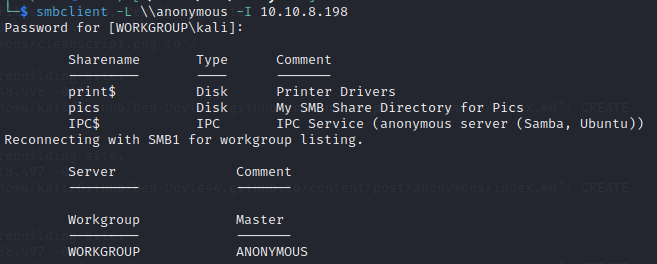 └─$ smbclient -L \\anonymous -I 10.10.8.198
Password for [WORKGROUP\kali]:
Sharename Type Comment
--------- ---- -------
print$ Disk Printer Drivers
pics Disk My SMB Share Directory for Pics
IPC$ IPC IPC Service (anonymous server (Samba, Ubuntu))
Reconnecting with SMB1 for workgroup listing.
Server Comment
--------- -------
Workgroup Master
--------- -------
WORKGROUP ANONYMOUS